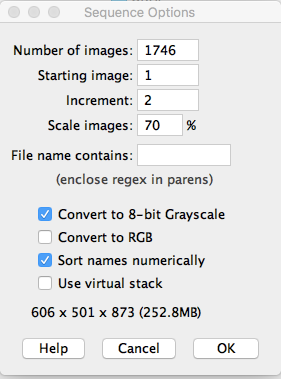 Sequence Options
Number of images: 1746
Starting image: 1
Increment: 2
Scale images: 70 %
File name contains:
(enclose regex in parens)
Convert to 8-bit Grayscale
Convert to RGB
Sort names numerically
Use virtual stack
606 x 501 x 873 (252.8MB)
Help Cancel OK